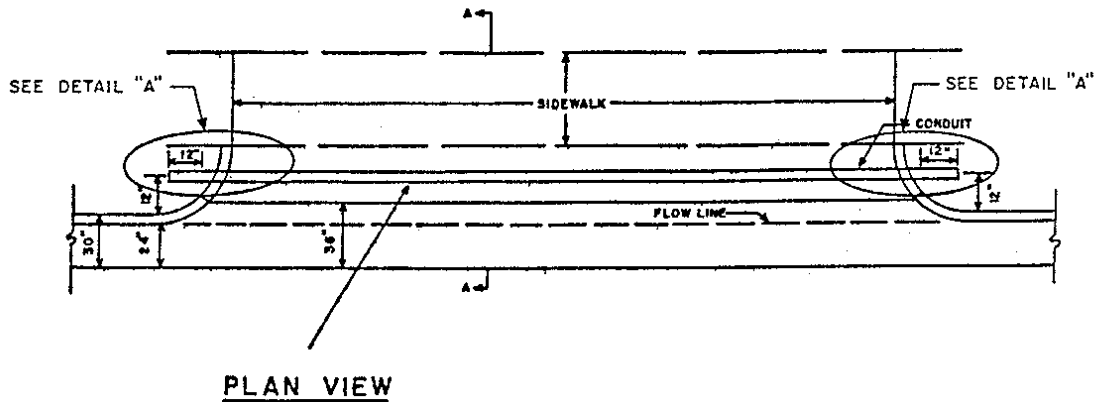 A
SEE DETAIL "A"
SEE DETAIL "A"
SIDEWALK
CONDUIT
12"
12"
12"
12"
FLOW LINE
30"
24"
36"
A
PLAN VIEW